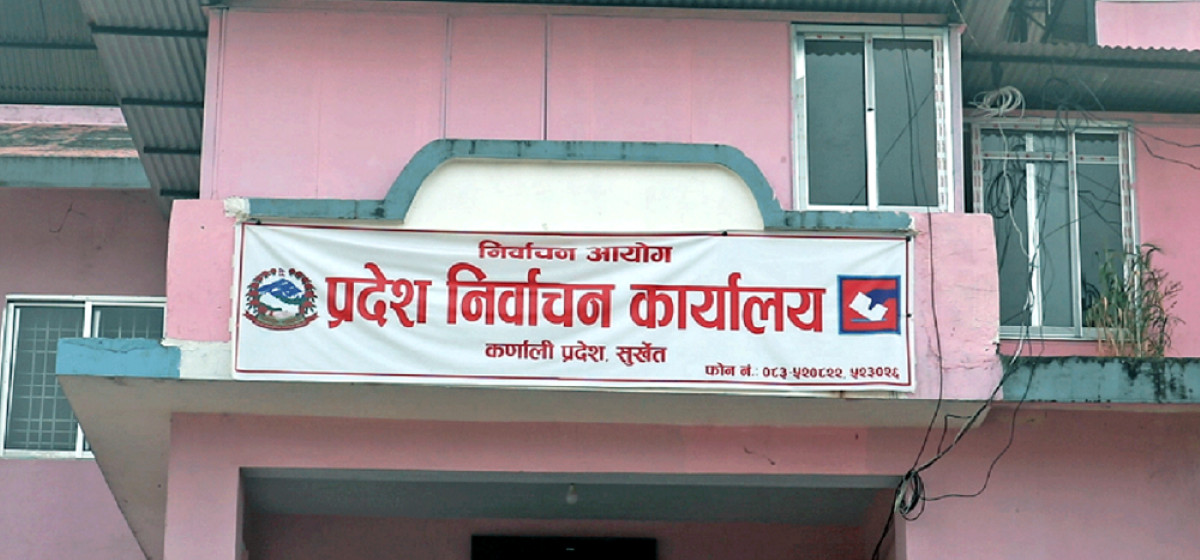 निर्वाचन आयोग
प्रदेश निर्वाचन कार्यालय
कर्णाली प्रदेश, सुर्खेत
फोन नं.: ०८३-५२०८२२, ५२३०२६